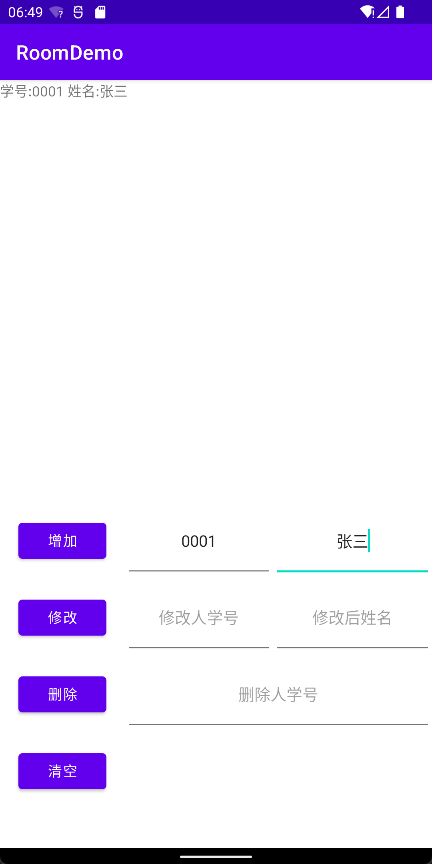 06:49
RoomDemo
学号:0001 姓名:张三
增加 0001 张三
修改 修改人学号 修改后姓名
删除 删除人学号
清空